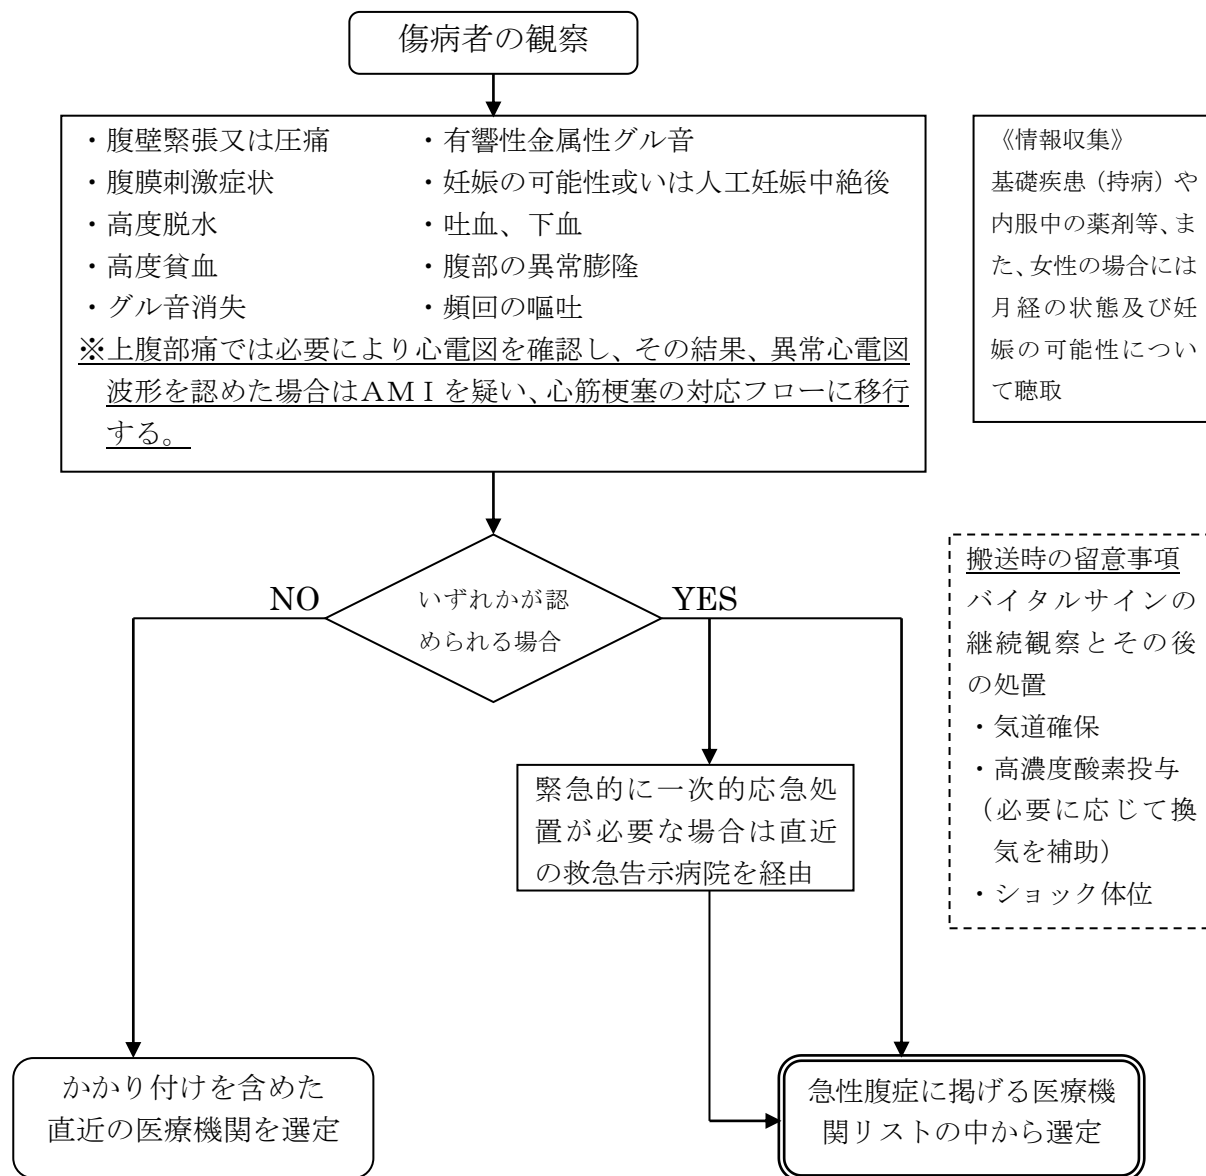 傷病者の観察
・腹壁緊張又は圧痛
・有響性金属性グル音
・腹膜刺激症状
・妊娠の可能性或いは人工妊娠中絶後
・高度脱水
・吐血、下血
・高度貧血
・腹部の異常膨隆
・グル音消失
・頻回の嘔吐
※上腹部痛では必要により心電図を確認し、その結果、異常心電図
波形を認めた場合はAMIを疑い、心筋梗塞の対応フローに移行
する。
《情報収集》
基礎疾患（持病）や
内服中の薬剤等、ま
た、女性の場合には
月経の状態及び妊
娠の可能性につい
て聴取
NO
いずれかが認
められる場合
YES
搬送時の留意事項
バイタルサインの
継続観察とその後
の処置
・気道確保
・高濃度酸素投与
（必要に応じて換
気を補助）
・ショック体位
緊急的に一次的応急処
置が必要な場合は直近
の救急告示病院を経由
かかり付けを含めた
直近の医療機関を選定
急性腹症に掲げる医療機
関リストの中から選定